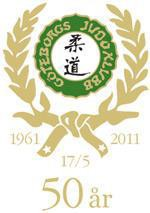 GÖTEBORGS JUDOKLUBB
柔
道
1961 2011
17/5
50 år